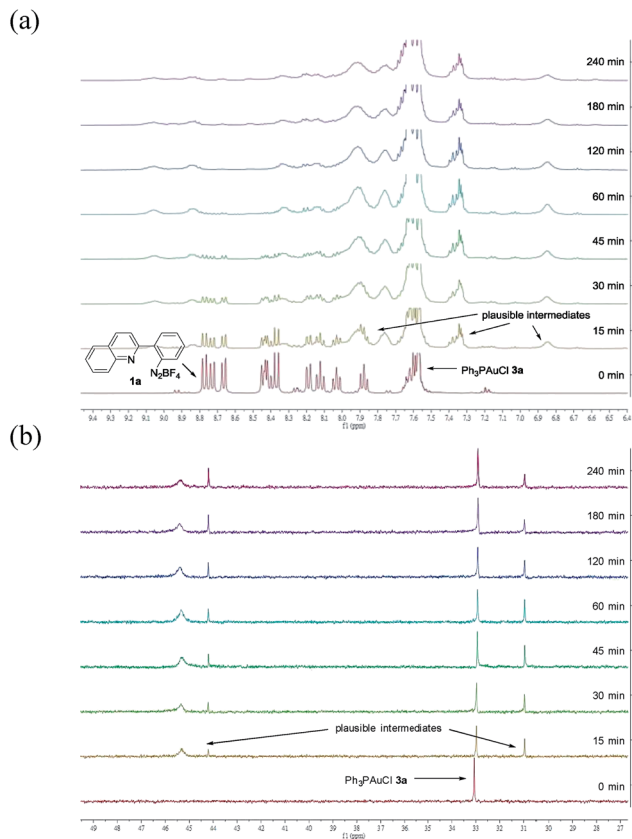 (a)
240 min
180 min
120 min
60 min
45 min
30 min
plausible intermediates
15 min
N
N₂BF₄
1a
Ph₃PAuCl 3a
0 min
9.4 9.3 9.2 9.1 9.0 8.9 8.8 8.7 8.6 8.5 8.4 8.3 8.2 8.1 8.0 7.9 7.8 7.7 7.6 7.5 7.4 7.3 7.2 7.1 7.0 6.9 6.8 6.7 6.6 6.5 6.4
f1 (ppm)
(b)
240 min
180 min
120 min
60 min
45 min
30 min
plausible intermediates
15 min
Ph₃PAuCl 3a
0 min
49 48 47 46 45 44 43 42 41 40 39 38 37 36 35 34 33 32 31 30 29 28 27
f1 (ppm)